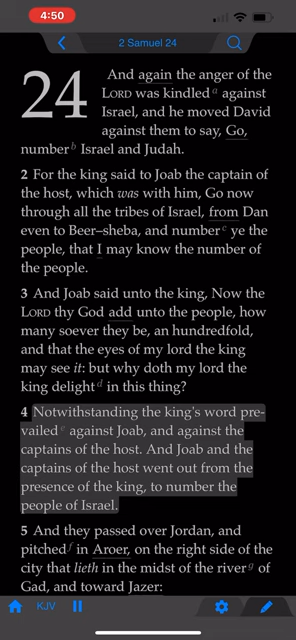 4:50
2 Samuel 24
24 And again the anger of the
LORD was kindled a against
Israel, and he moved David
against them to say, Go,
number b Israel and Judah.
2 For the king said to Joab the captain of
the host, which was with him, Go now
through all the tribes of Israel, from Dan
even to Beer–sheba, and number c ye the
people, that I may know the number of
the people.
3 And Joab said unto the king, Now the
LORD thy God add unto the people, how
many soever they be, an hundredfold,
and that the eyes of my lord the king
may see it: but why doth my lord the
king delight d in this thing?
4 Notwithstanding the king's word pre-
vailed e against Joab, and against the
captains of the host. And Joab and the
captains of the host went out from the
presence of the king, to number the
people of Israel.
5 And they passed over Jordan, and
pitched f in Aroer, on the right side of the
city that lieth in the midst of the river g of
Gad, and toward Jazer:
KJV